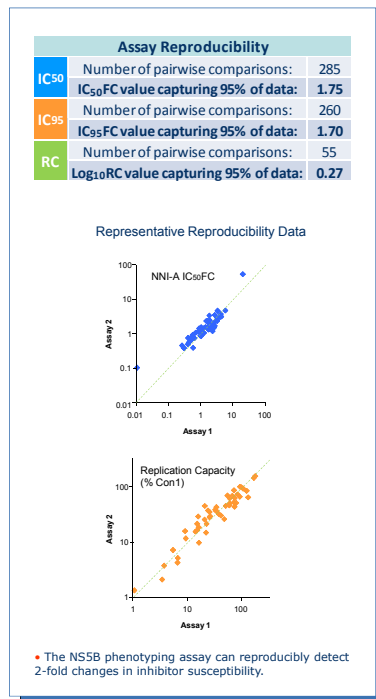 Assay Reproducibility
IC50 Number of pairwise comparisons: 285
IC50FC value capturing 95% of data: 1.75
IC95 Number of pairwise comparisons: 260
IC95FC value capturing 95% of data: 1.70
RC Number of pairwise comparisons: 55
Log10RC value capturing 95% of data: 0.27
Representative Reproducibility Data
NNI-A IC50FC
100
10
1
0.1
0.01
Assay 2
0.01 0.1 1 10 100
Assay 1
Replication Capacity
(% Con1)
100
10
1
Assay 2
1 10 100
Assay 1
• The NS5B phenotyping assay can reproducibly detect
2-fold changes in inhibitor susceptibility.